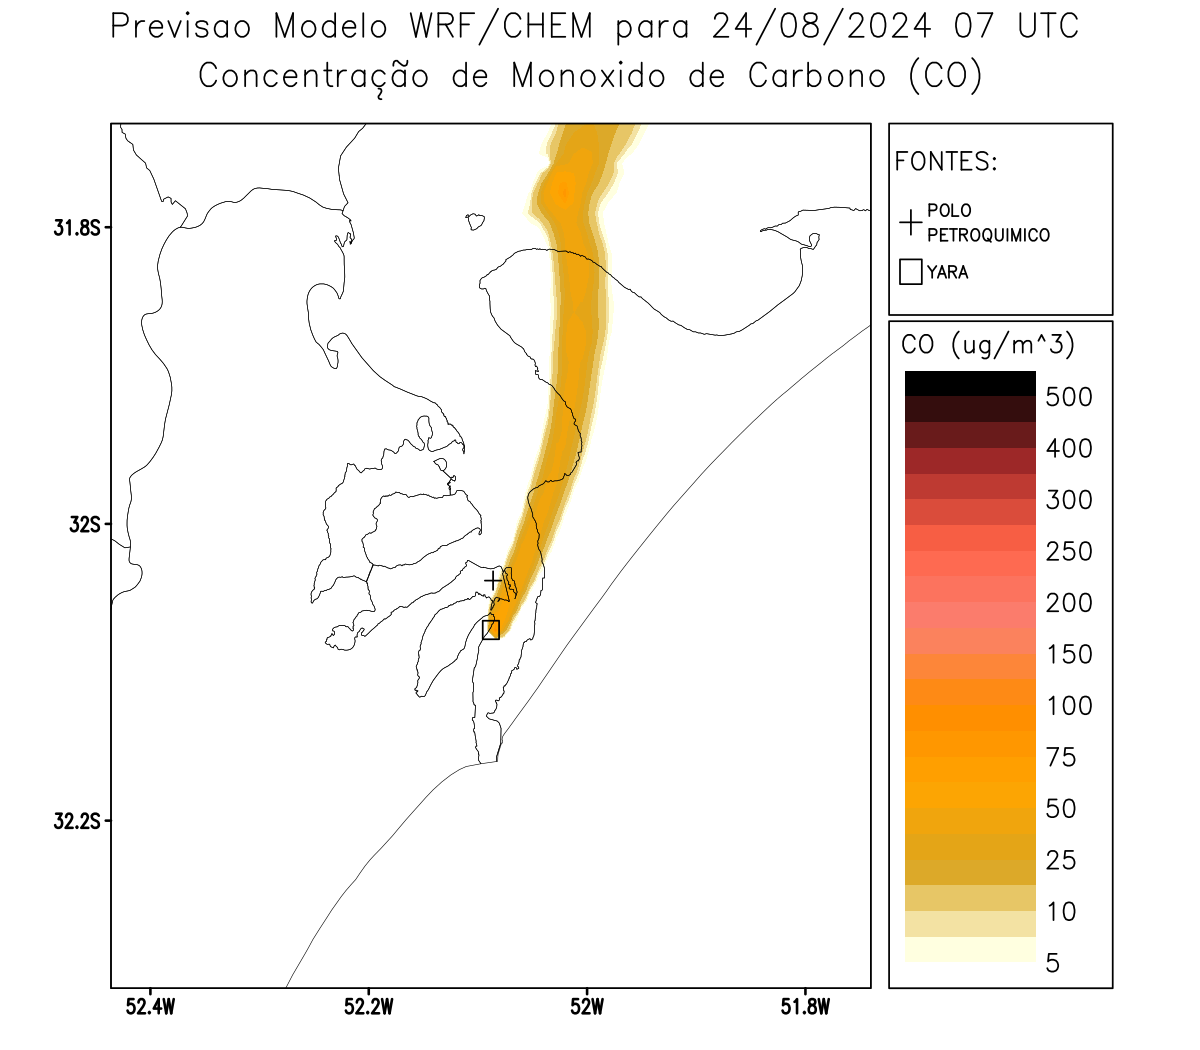 Previsao Modelo WRF/CHEM para 24/08/2024 07 UTC
Concentração de Monoxido de Carbono (CO)
FONTES:
POLO
PETROQUIMICO
YARA
31.8S
32S
32.2S
52.4W
52.2W
52W
51.8W
CO (ug/m^3)
500
400
300
250
200
150
100
75
50
25
10
5